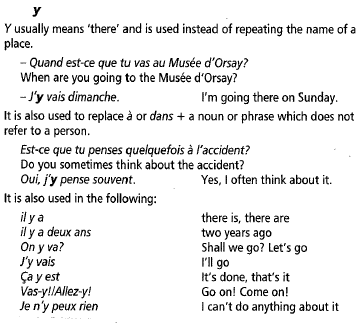 y
Y usually means ‘there’ and is used instead of repeating the name of a
place.
– Quand est-ce que tu vas au Musée d’Orsay?
When are you going to the Musée d’Orsay?
– J’y vais dimanche. I’m going there on Sunday.
It is also used to replace à or dans + a noun or phrase which does not
refer to a person.
Est-ce que tu penses quelquefois à l’accident?
Do you sometimes think about the accident?
Oui, j’y pense souvent. Yes, I often think about it.
It is also used in the following:
il y a there is, there are
il y a deux ans two years ago
On y va? Shall we go? Let’s go
J’y vais I’ll go
Ça y est It’s done, that’s it
Vas-y!/Allez-y! Go on! Come on!
Je n’y peux rien I can’t do anything about it